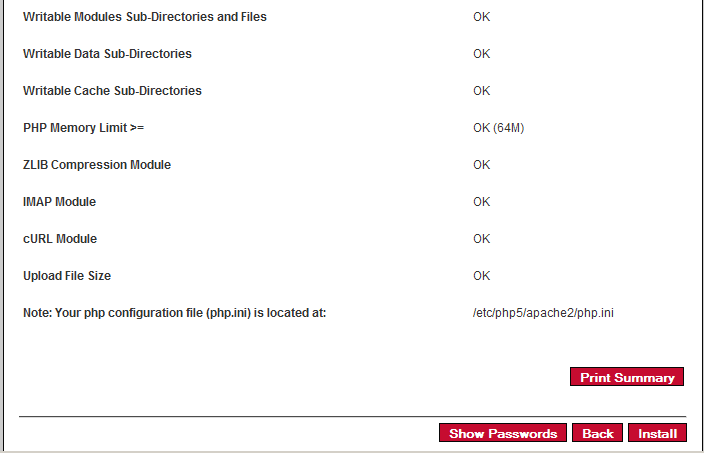 Writable Modules Sub-Directories and Files OK
Writable Data Sub-Directories OK
Writable Cache Sub-Directories OK
PHP Memory Limit >= OK (64M)
ZLIB Compression Module OK
IMAP Module OK
cURL Module OK
Upload File Size OK
Note: Your php configuration file (php.ini) is located at: /etc/php5/apache2/php.ini
Print Summary
Show Passwords Back Install